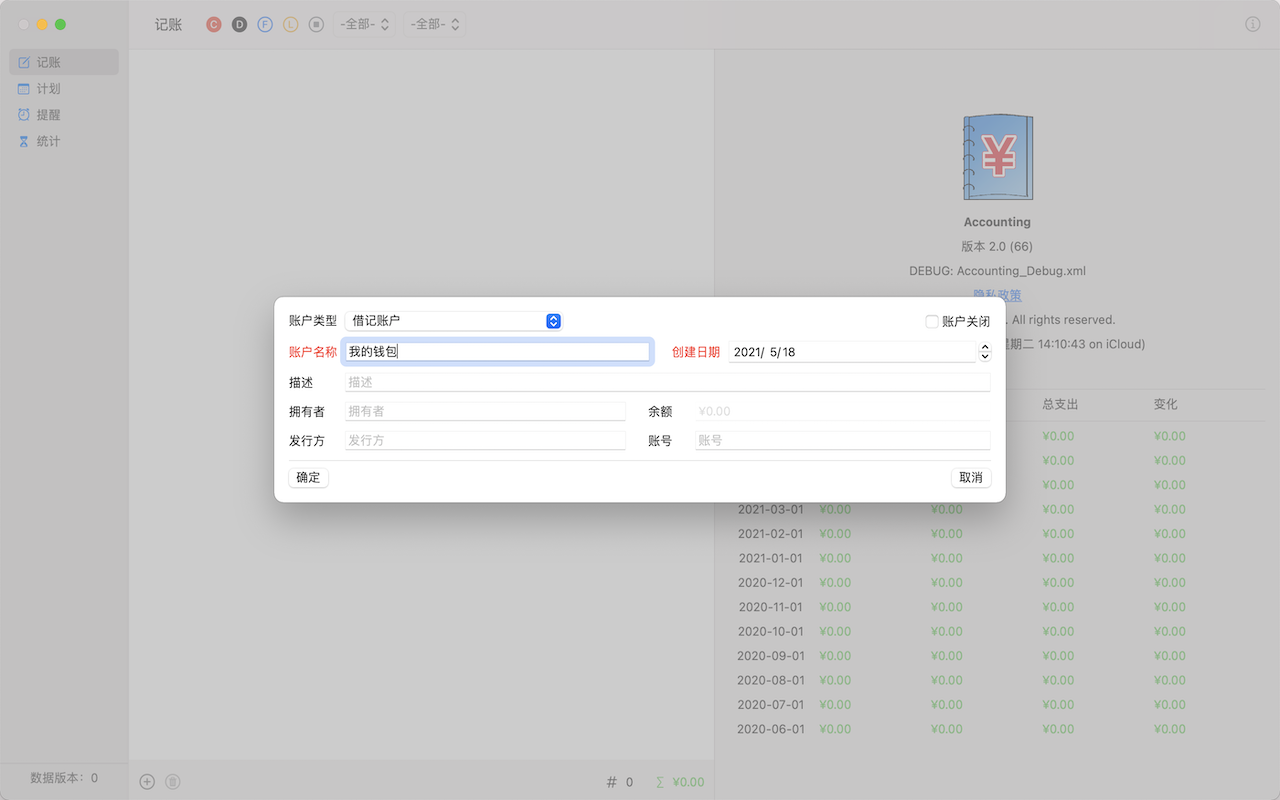 记账
C D F L -全部- -全部-
记账
计划
提醒
统计
¥
Accounting
版本 2.0 (66)
DEBUG: Accounting_Debug.xml
隐私政策
. All rights reserved.
期二 14:10:43 on iCloud)
账户类型 借记账户 账户关闭
账户名称 我的钱包 创建日期 2021/ 5/18
描述 描述
拥有者 拥有者 余额 ¥0.00
发行方 发行方 账号 账号
确定 取消
总支出 变化
¥0.00 ¥0.00
¥0.00 ¥0.00
¥0.00 ¥0.00
2021-03-01 ¥0.00 ¥0.00 ¥0.00 ¥0.00
2021-02-01 ¥0.00 ¥0.00 ¥0.00 ¥0.00
2021-01-01 ¥0.00 ¥0.00 ¥0.00 ¥0.00
2020-12-01 ¥0.00 ¥0.00 ¥0.00 ¥0.00
2020-11-01 ¥0.00 ¥0.00 ¥0.00 ¥0.00
2020-10-01 ¥0.00 ¥0.00 ¥0.00 ¥0.00
2020-09-01 ¥0.00 ¥0.00 ¥0.00 ¥0.00
2020-08-01 ¥0.00 ¥0.00 ¥0.00 ¥0.00
2020-07-01 ¥0.00 ¥0.00 ¥0.00 ¥0.00
2020-06-01 ¥0.00 ¥0.00 ¥0.00 ¥0.00
数据版本: 0
# 0 Σ ¥0.00